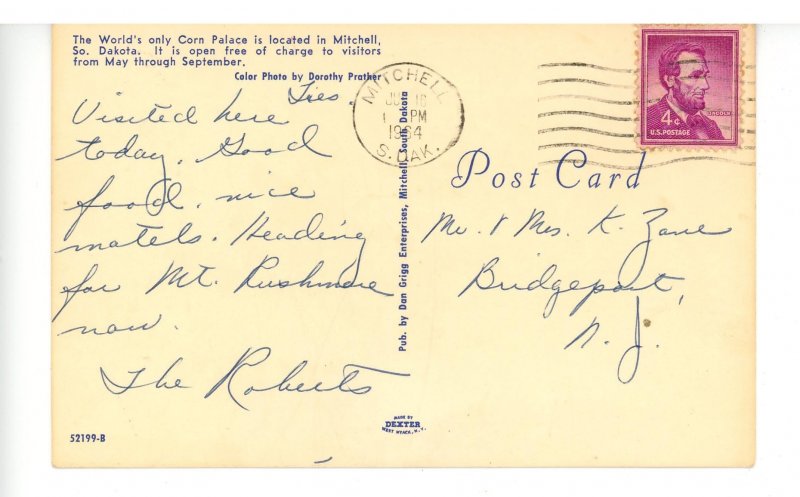 The World's only Corn Palace is located in Mitchell,
So. Dakota. It is open free of charge to visitors
from May through September.
Color Photo by Dorothy Prather
Tues.
Visited here
today. Good
food, nice
motels. Heading
for Mt. Rushmore
now.
The Roberts
52199-B
Pub. by Dan Grigg Enterprises, Mitchell, South Dakota
MADE BY
DEXTER
WEST NYACK, N. Y.
MITCHELL
16
PM
1964
S. DAK.
LINCOLN
4¢
U.S. POSTAGE
Post Card
Mr. & Mrs. K. Zane
Bridgeport,
N.J.